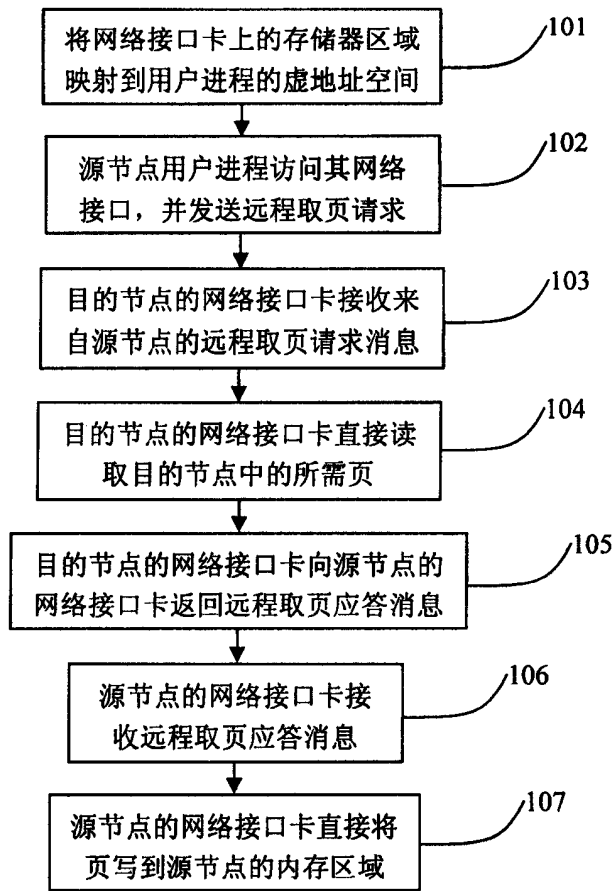 将网络接口卡上的存储器区域
映射到用户进程的虚地址空间
101
源节点用户进程访问其网络
接口，并发送远程取页请求
102
目的节点的网络接口卡接收来
自源节点的远程取页请求消息
103
目的节点的网络接口卡直接读
取目的节点中的所需页
104
目的节点的网络接口卡向源节点的
网络接口卡返回远程取页应答消息
105
源节点的网络接口卡接
收远程取页应答消息
106
源节点的网络接口卡直接将
页写到源节点的内存区域
107